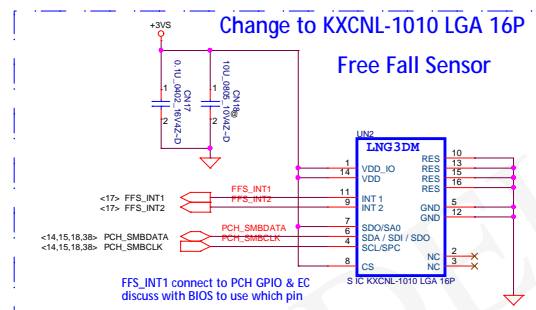 Change to KXCNL-1010 LGA 16P
Free Fall Sensor
+3VS
1
2
CN17
0.1U_0402_16V4Z~D
1
2
CN18@
10U_0805_10V4Z~D
UN2
LNG3DM
1 VDD_IO
14 VDD
RES 10
RES 13
RES 15
RES 16
<17> FFS_INT1 FFS_INT1 11 INT 1
<17> FFS_INT2 FFS_INT2 9 INT 2
GND 5
GND 12
7 SDO/SA0
<14,15,18,38> PCH_SMBDATA PCH_SMBDATA 6 SDA / SDI / SDO
<14,15,18,38> PCH_SMBCLK PCH_SMBCLK 4 SCL/SPC
NC 2
NC 3
8 CS
S IC KXCNL-1010 LGA 16P
FFS_INT1 connect to PCH GPIO & EC
discuss with BIOS to use which pin